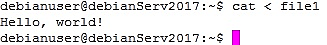 debianuser@debianServ2017:~$ cat < file1
Hello, world!
debianuser@debianServ2017:~$